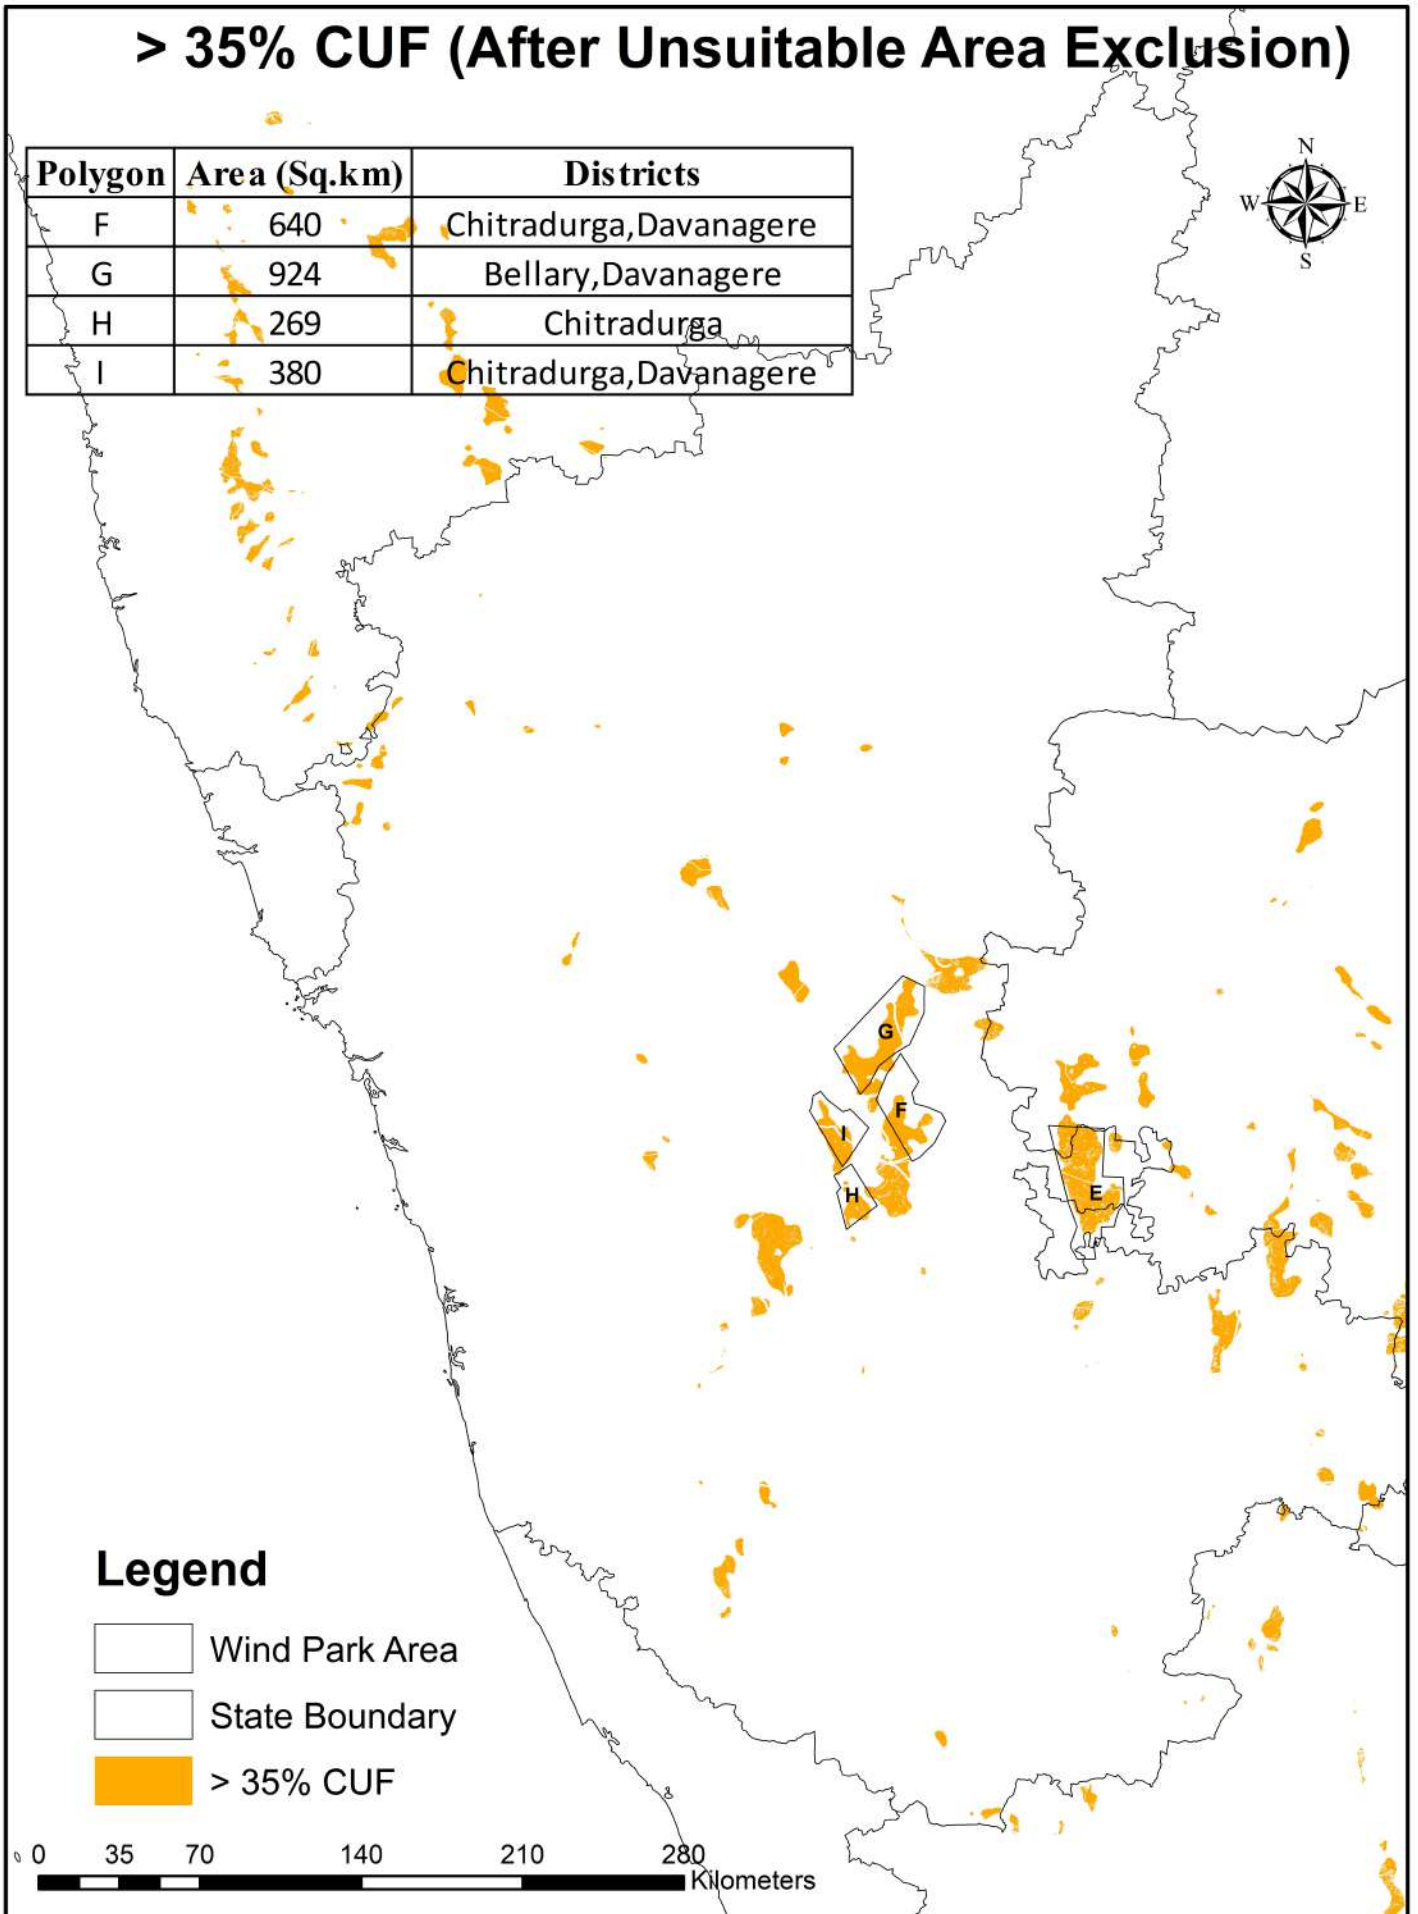 > 35% CUF (After Unsuitable Area Exclusion)
Polygon Area (Sq.km) Districts
F 640 Chitradurga,Davanagere
G 924 Bellary,Davanagere
H 269 Chitradurga
I 380 Chitradurga,Davanagere
N
W E
S
G
F
I
E
H
Legend
Wind Park Area
State Boundary
> 35% CUF
0 35 70 140 210 280
Kilometers